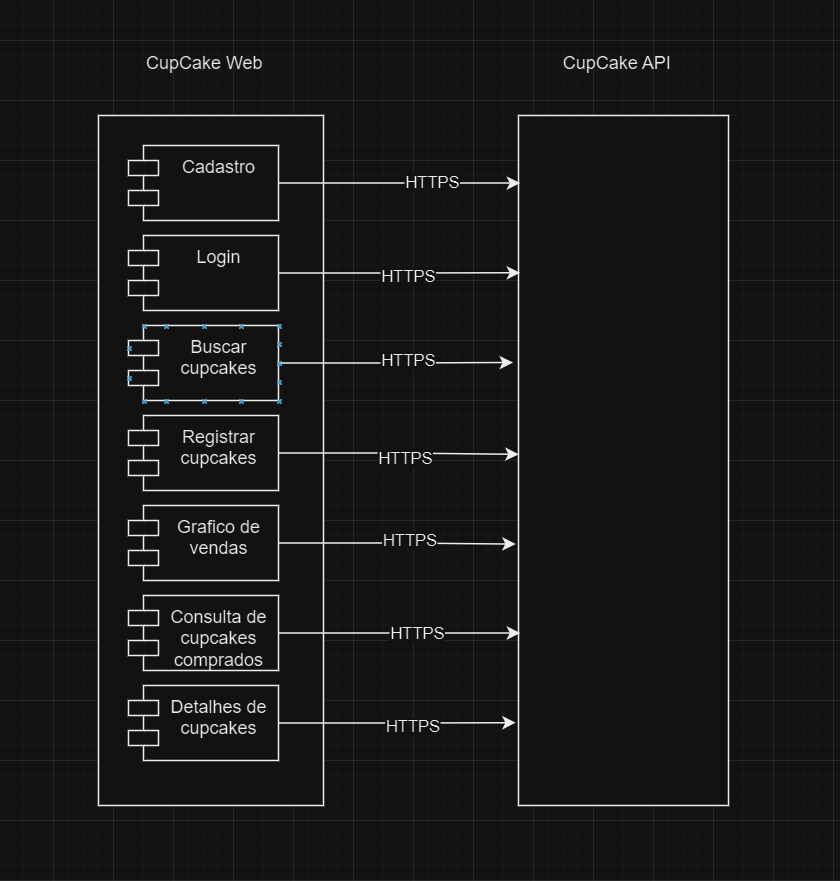 CupCake Web
CupCake API
Cadastro
HTTPS
Login
HTTPS
Buscar
cupcakes
HTTPS
Registrar
cupcakes
HTTPS
Grafico de
vendas
HTTPS
Consulta de
cupcakes
comprados
HTTPS
Detalhes de
cupcakes
HTTPS